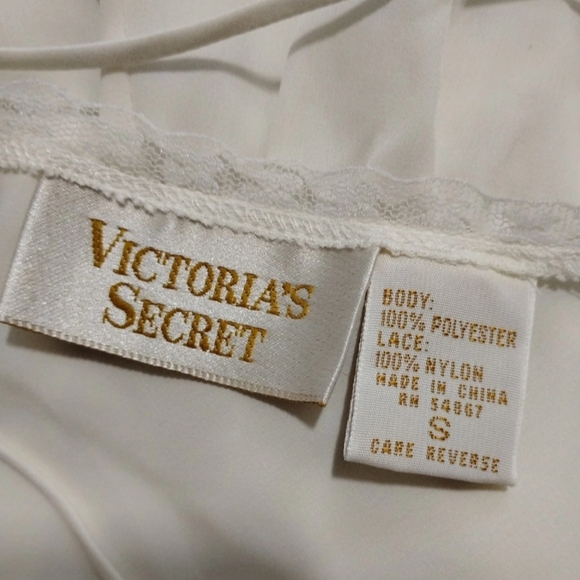 VICTORIA'S
SECRET
BODY:
100% POLYESTER
LACE:
100% NYLON
MADE IN CHINA
RN 54867
S
CARE REVERSE